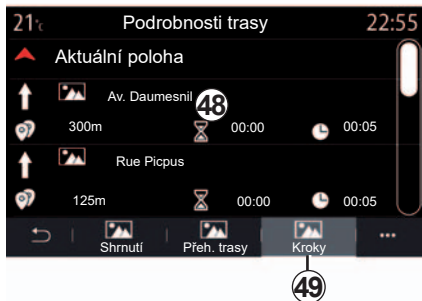 21°c Podrobnosti trasy 22:55
Aktuální poloha
Av. Daumesnil
48
300m 00:00 00:05
Rue Picpus
125m 00:00 00:05
Shrnutí Přeh. trasy Kroky ...
49